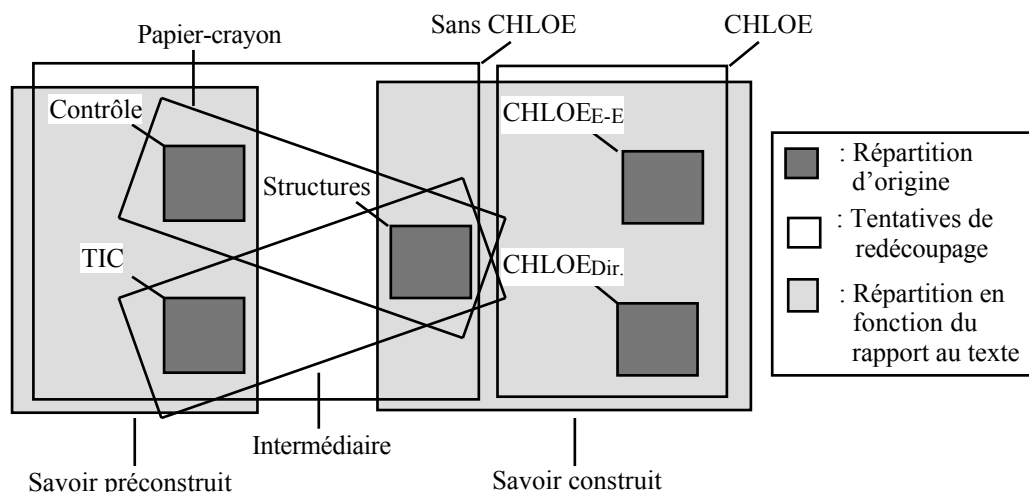 Papier-crayon
Sans CHLOE
CHLOE
Contrôle
CHLOEE-E
Structures
TIC
CHLOEDir.
Intermédiaire
Savoir préconstruit
Savoir construit
: Répartition
d'origine
: Tentatives de
redécoupage
: Répartition en
fonction du
rapport au texte